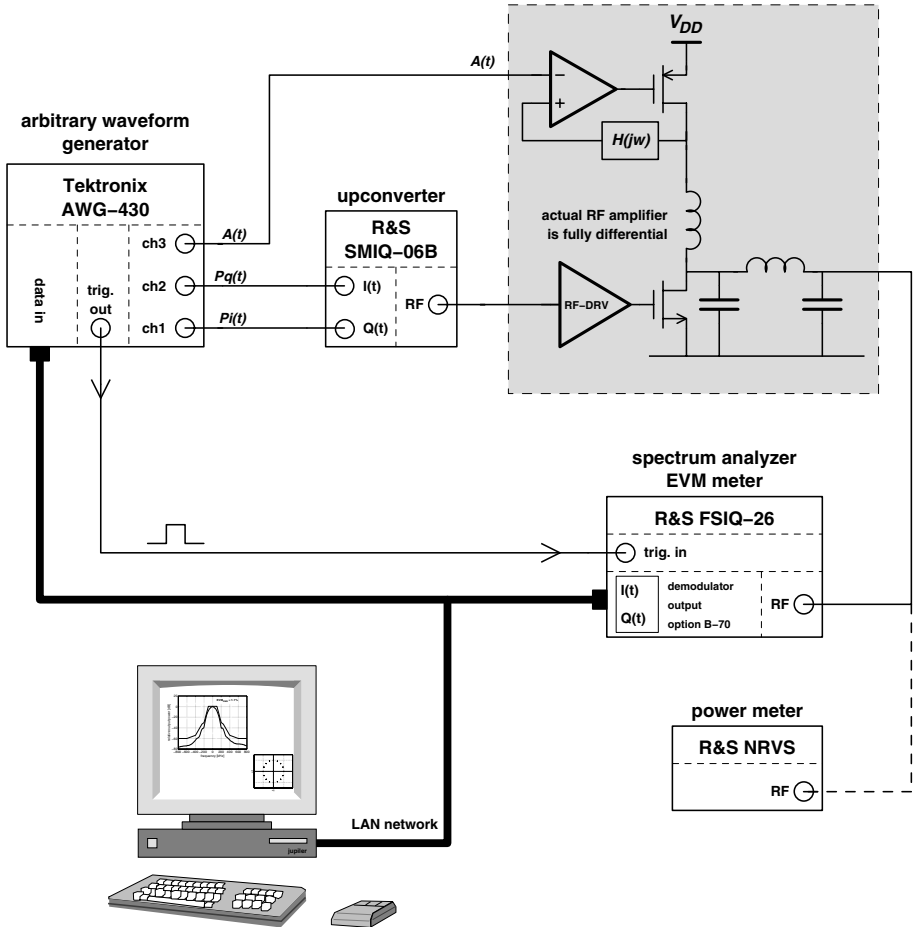 V_DD
A(t)
−
+
H(jw)
arbitrary waveform
generator
Tektronix
AWG−430
data in
trig.
out
ch3
ch2
ch1
A(t)
Pq(t)
Pi(t)
upconverter
R&S
SMIQ−06B
I(t)
Q(t)
RF
actual RF amplifier
is fully differential
RF−DRV
spectrum analyzer
EVM meter
R&S FSIQ−26
trig. in
I(t)
Q(t)
demodulator
output
option B−70
RF
power meter
R&S NRVS
RF
LAN network
jupiler